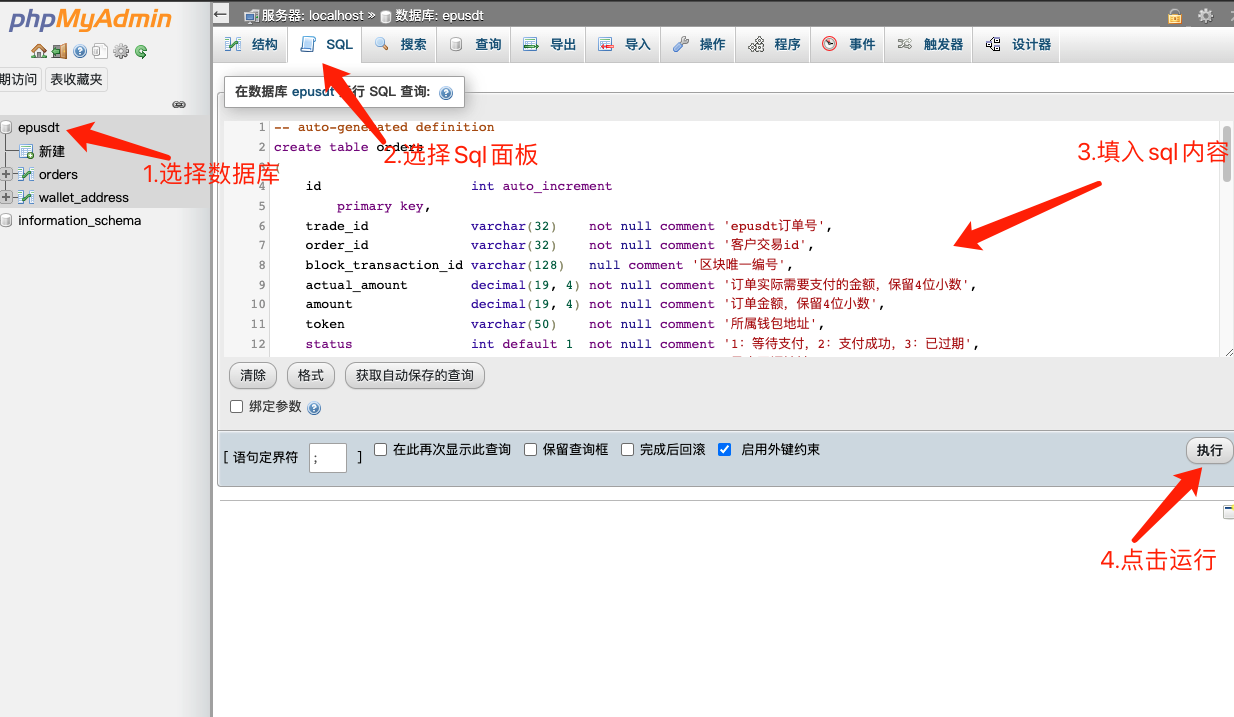 phpMyAdmin
期访问 表收藏夹
epusdt
新建
orders
wallet_address
information_schema
服务器: localhost » 数据库: epusdt
结构 SQL 搜索 查询 导出 导入 操作 程序 事件 触发器 设计器
在数据库 epusdt 行 SQL 查询:
1 -- auto-generated definition
2 create table orders
4 id int auto_increment
5 primary key,
6 trade_id varchar(32) not null comment 'epusdt订单号',
7 order_id varchar(32) not null comment '客户交易id',
8 block_transaction_id varchar(128) null comment '区块唯一编号',
9 actual_amount decimal(19, 4) not null comment '订单实际需要支付的金额，保留4位小数',
10 amount decimal(19, 4) not null comment '订单金额，保留4位小数',
11 token varchar(50) not null comment '所属钱包地址',
12 status int default 1 not null comment '1：等待支付，2：支付成功，3：已过期',
1.选择数据库
2.选择Sql面板
3.填入sql内容
清除 格式 获取自动保存的查询
绑定参数
[ 语句定界符 ; ] 在此再次显示此查询 保留查询框 完成后回滚 启用外键约束 执行
4.点击运行